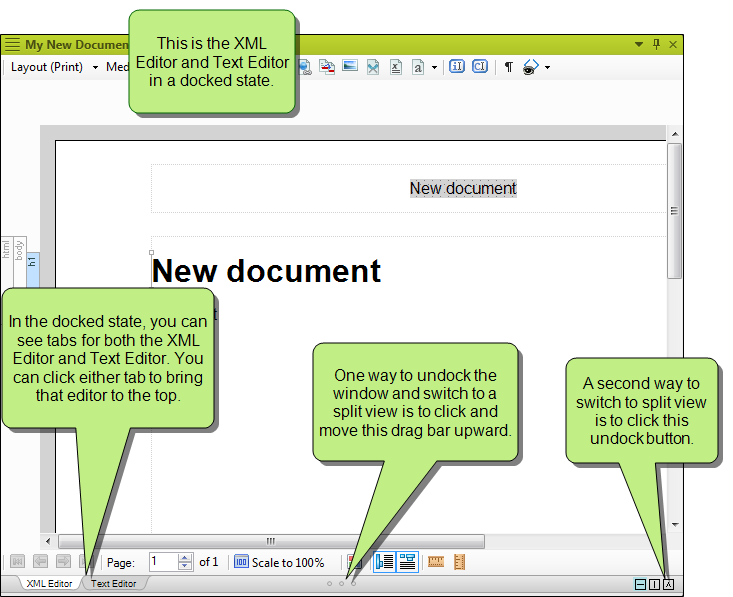 My New Documen
This is the XML
Editor and Text Editor
in a docked state.
Layout (Print)
Med
New document
html
body
h1
New document
In the docked state, you can
see tabs for both the XML
Editor and Text Editor. You
can click either tab to bring
that editor to the top.
One way to undock the
window and switch to a
split view is to click and
move this drag bar upward.
A second way to
switch to split view
is to click this
undock button.
Page: 1 of 1
Scale to 100%
XML Editor
Text Editor